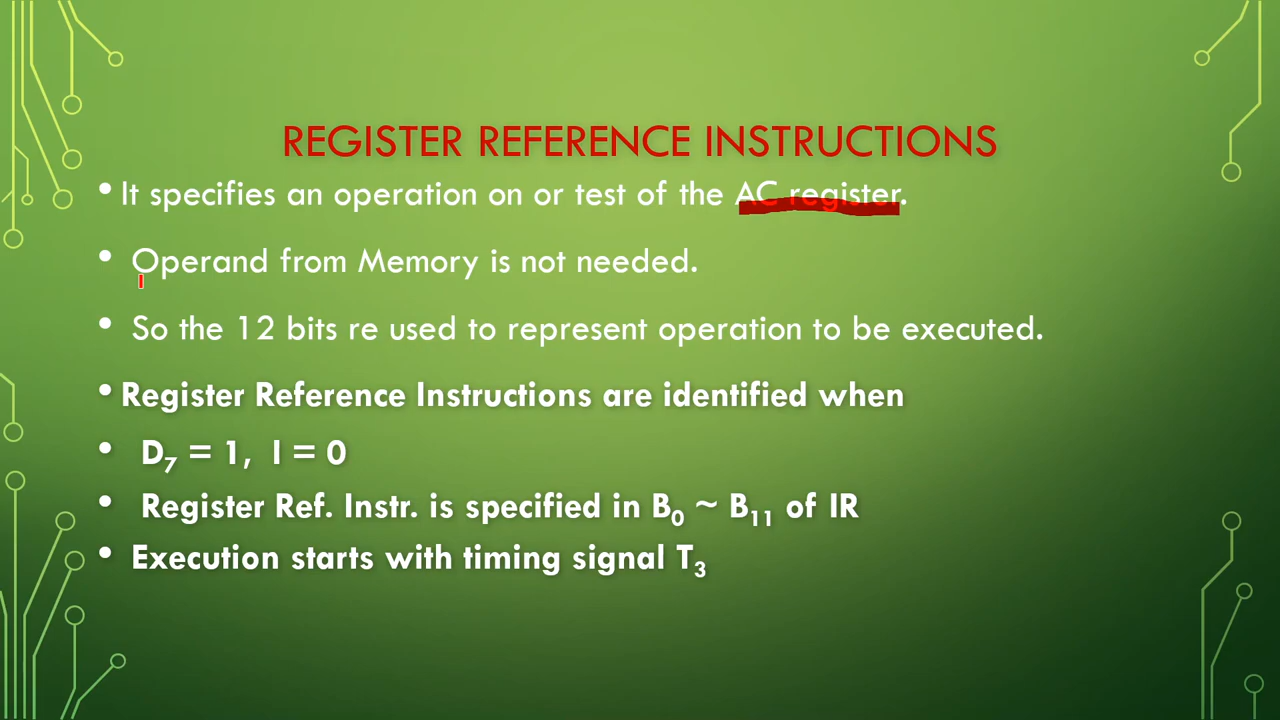 REGISTER REFERENCE INSTRUCTIONS
• It specifies an operation on or test of the AC register.
• Operand from Memory is not needed.
• So the 12 bits re used to represent operation to be executed.
• Register Reference Instructions are identified when
• D₇ = 1, I = 0
• Register Ref. Instr. is specified in B₀ ~ B₁₁ of IR
• Execution starts with timing signal T₃